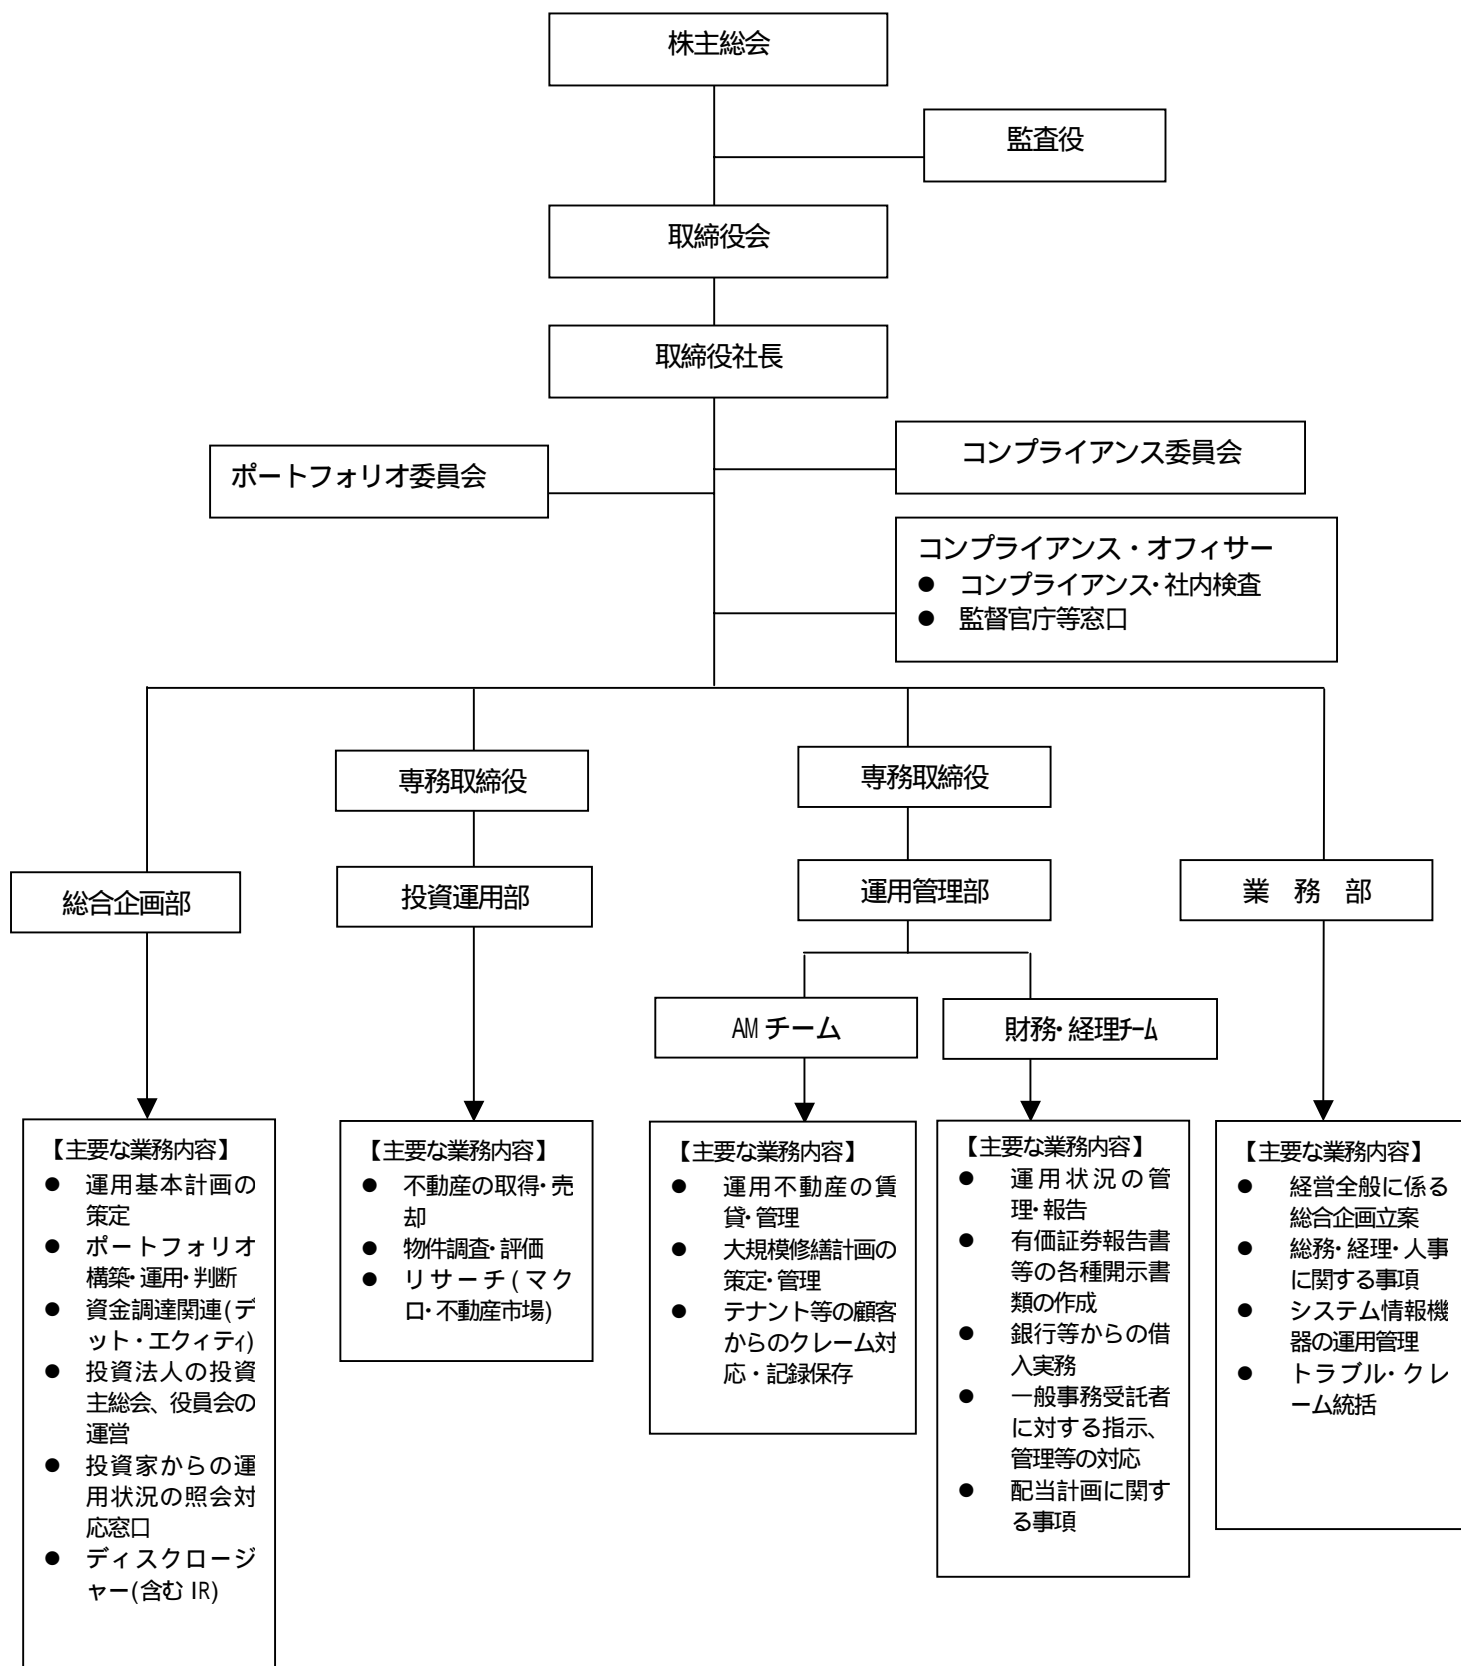 株主総会
監査役
取締役会
取締役社長
コンプライアンス委員会
ポートフォリオ委員会
コンプライアンス・オフィサー
● コンプライアンス・社内検査
● 監督官庁等窓口
専務取締役
専務取締役
総合企画部
投資運用部
運用管理部
業 務 部
AM チーム
財務・経理チーム
【主要な業務内容】
● 運用基本計画の
策定
● ポートフォリオ
構築・運用・判断
● 資金調達関連(デ
ット・エクィティ)
● 投資法人の投資
主総会、役員会の
運営
● 投資家からの運
用状況の照会対
応窓口
● ディスクロージ
ャー(含む IR)
【主要な業務内容】
● 不動産の取得・売
却
● 物件調査・評価
● リサーチ(マク
ロ・不動産市場)
【主要な業務内容】
● 運用不動産の賃
貸・管理
● 大規模修繕計画の
策定・管理
● テナント等の顧客
からのクレーム対
応・記録保存
【主要な業務内容】
● 運用状況の管
理・報告
● 有価証券報告書
等の各種開示書
類の作成
● 銀行等からの借
入実務
● 一般事務受託者
に対する指示、
管理等の対応
● 配当計画に関す
る事項
【主要な業務内容】
● 経営全般に係る
総合企画立案
● 総務・経理・人事
に関する事項
● システム情報機
器の運用管理
● トラブル・クレ
ーム統括